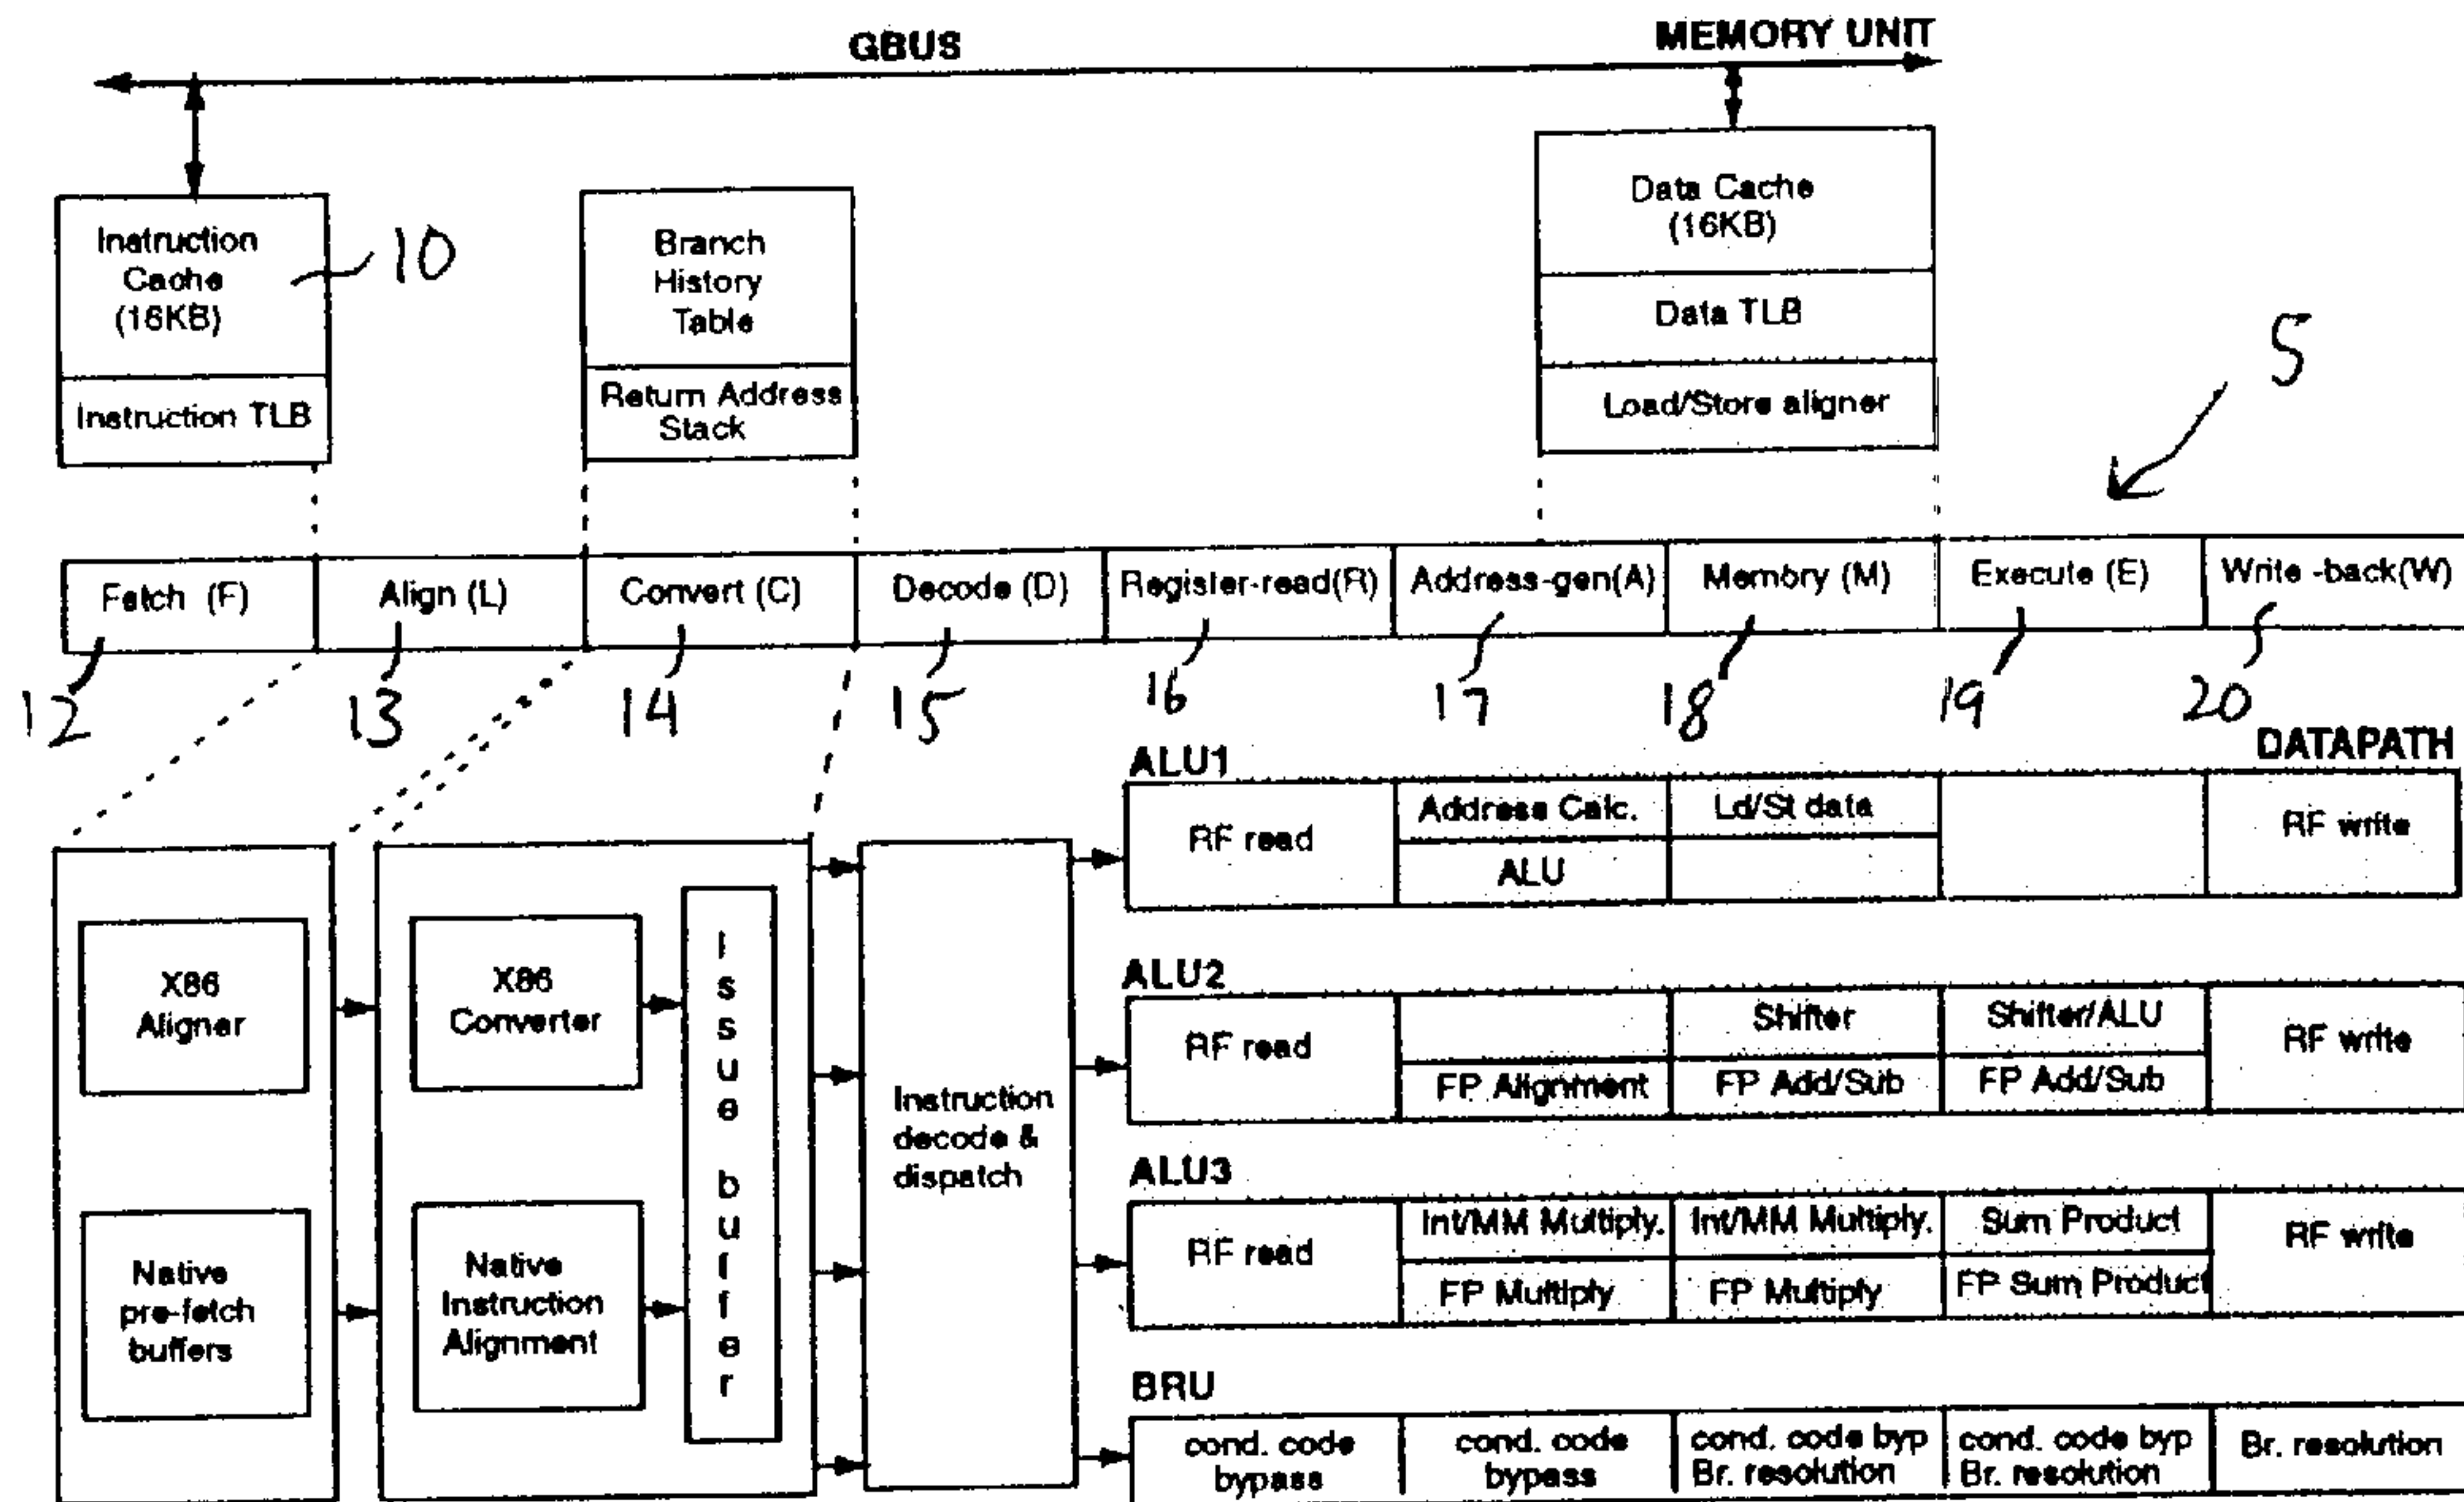 GBUS
MEMORY UNIT
Instruction
Cache
(16KB)
Instruction TLB
10
Branch
History
Table
Return Address
Stack
Data Cache
(16KB)
Data TLB
Load/Store aligner
5
Fetch (F)
Align (L)
Convert (C)
Decode (D)
Register-read(R)
Address-gen(A)
Memory (M)
Execute (E)
Write -back(W)
12
13
14
15
16
17
18
19
20
DATAPATH
X86
Aligner
Native
pre-fetch
buffers
X86
Converter
Native
Instruction
Alignment
Issue buffer
Instruction
decode &
dispatch
ALU1
RF read
Address Calc.
Ld/St data
ALU
RF write
ALU2
RF read
Shifter
Shifter/ALU
FP Alignment
FP Add/Sub
FP Add/Sub
RF write
ALU3
RF read
Int/MM Multiply.
Int/MM Multiply.
Sum Product
FP Multiply
FP Multiply
FP Sum Product
RF write
BRU
cond. code
bypass
cond. code
bypass
cond. code byp
Br. resolution
cond. code byp
Br. resolution
Br. resolution